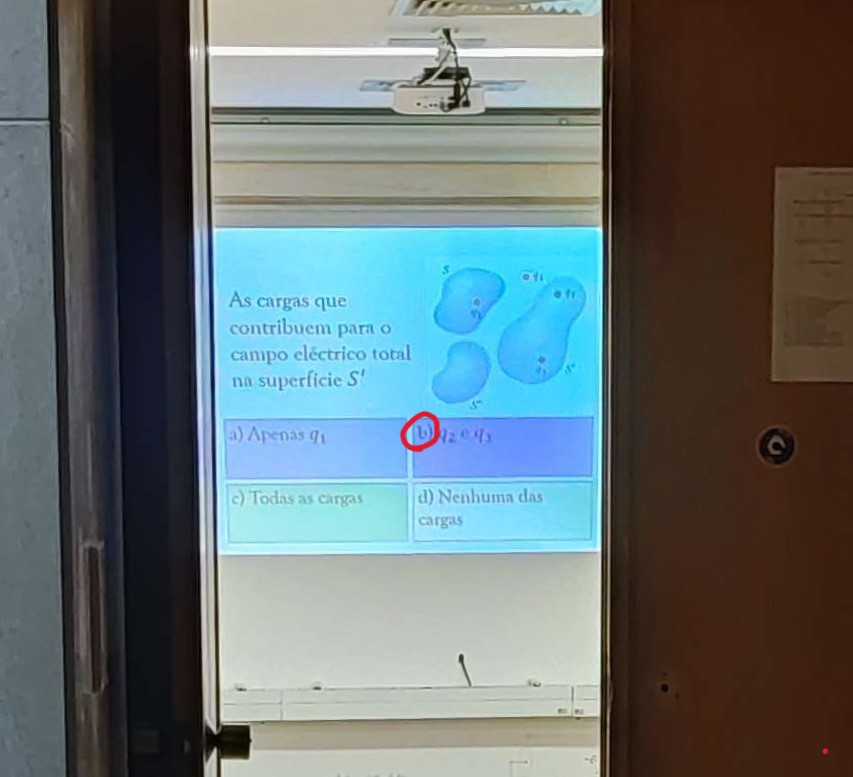 As cargas que
contribuem para o
campo eléctrico total
na superfície S'
S
S'
S''
a) Apenas q₁
b) q₂ e q₃
c) Todas as cargas
d) Nenhuma das
cargas